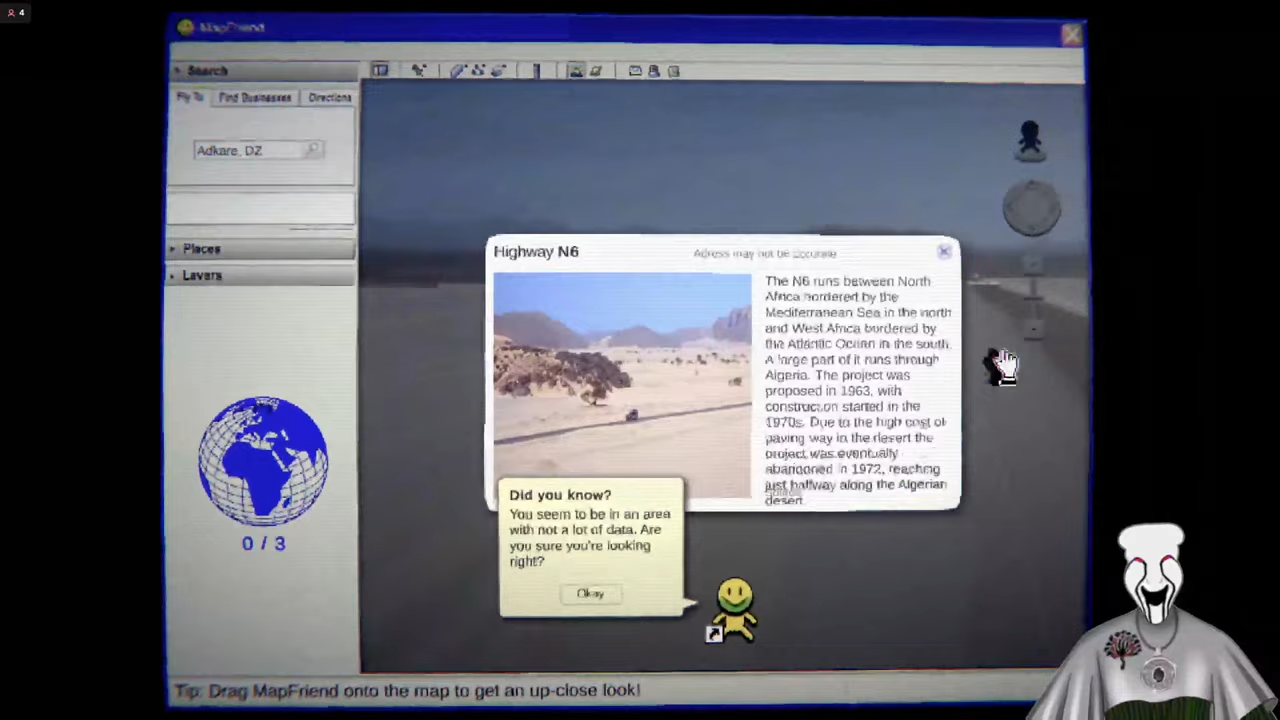 4
MapFriend
Search
Fly To
Find Businesses
Directions
Adkare, DZ
Places
Layers
0 / 3
Highway N6
Adress may not be accurate
The N6 runs between North
Africa bordered by the
Mediterranean Sea in the north
and West Africa bordered by
the Atlantic Ocean in the south.
A large part of it runs through
Algeria. The project was
proposed in 1963, with
construction started in the
1970s. Due to the high cost of
paving way in the desert the
project was eventually
abandoned in 1972, reaching
just halfway along the Algerian
desert.
Did you know?
You seem to be in an area
with not a lot of data. Are
you sure you're looking
right?
Okay
Tip: Drag MapFriend onto the map to get an up-close look!